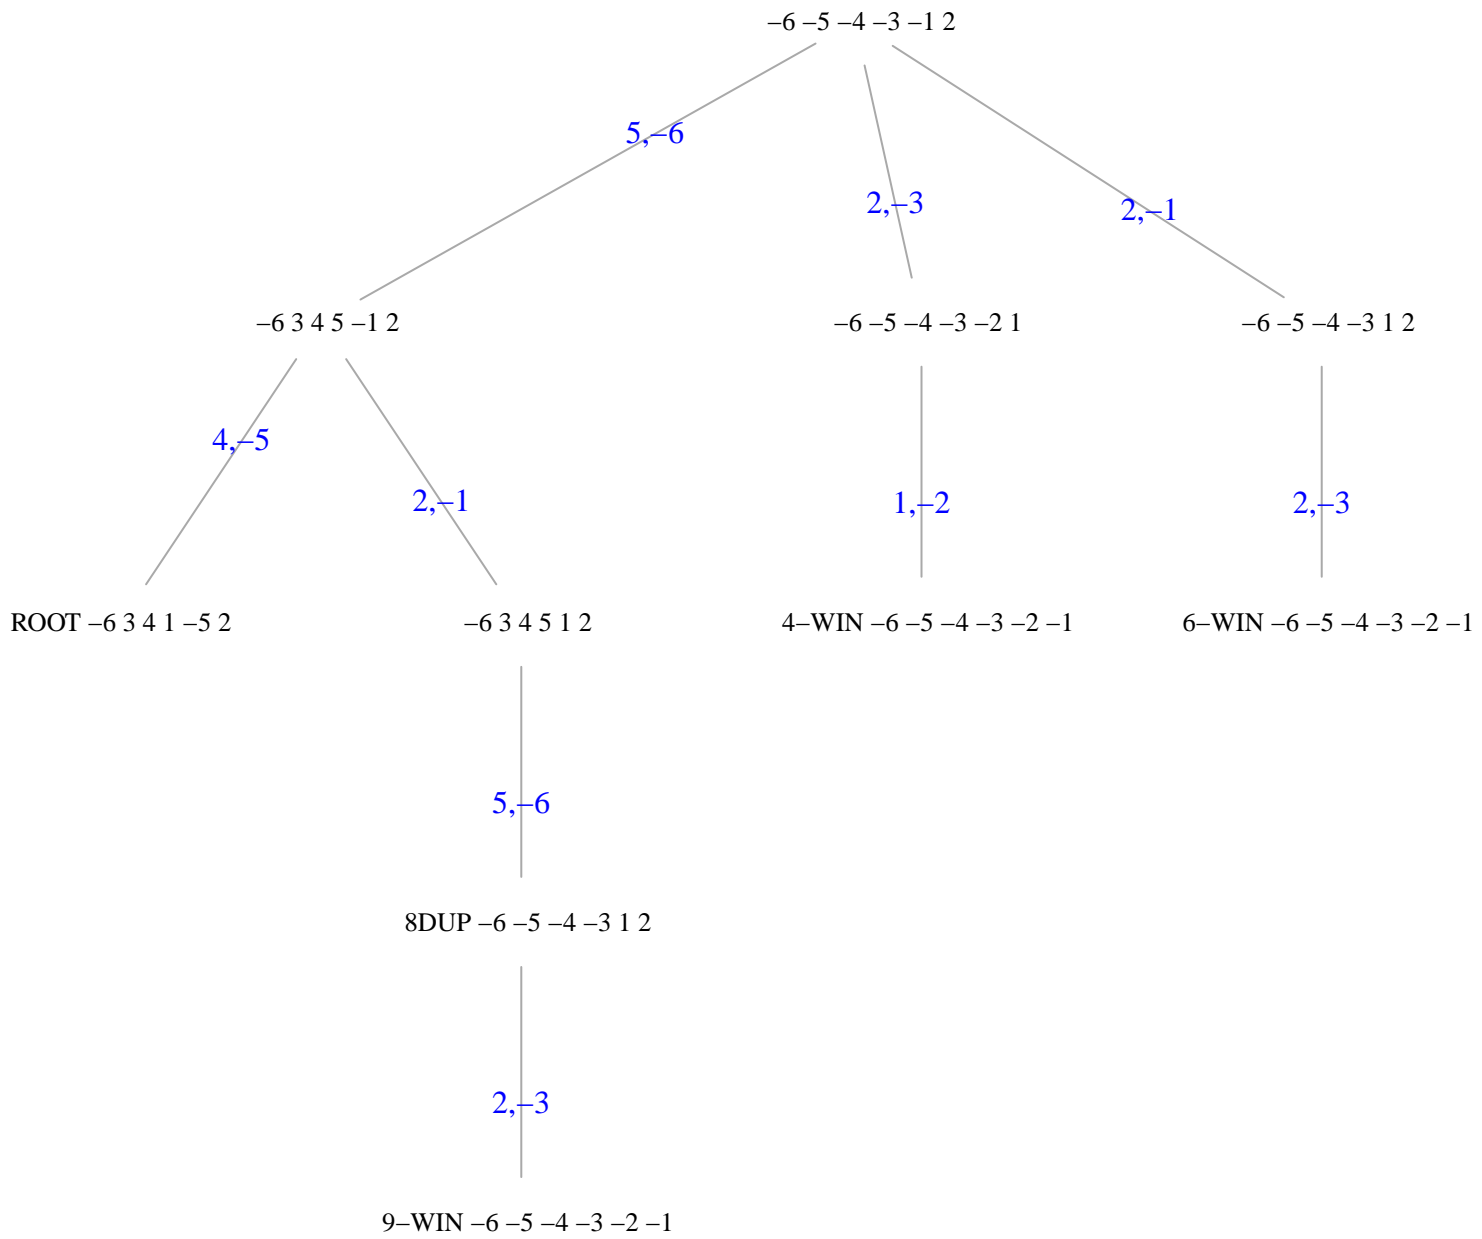 –6 –5 –4 –3 –1 2
5,–6
2,–3
2,–1
–6 3 4 5 –1 2
–6 –5 –4 –3 –2 1
–6 –5 –4 –3 1 2
4,–5
2,–1
1,–2
2,–3
ROOT –6 3 4 1 –5 2
–6 3 4 5 1 2
4–WIN –6 –5 –4 –3 –2 –1
6–WIN –6 –5 –4 –3 –2 –1
5,–6
8DUP –6 –5 –4 –3 1 2
2,–3
9–WIN –6 –5 –4 –3 –2 –1